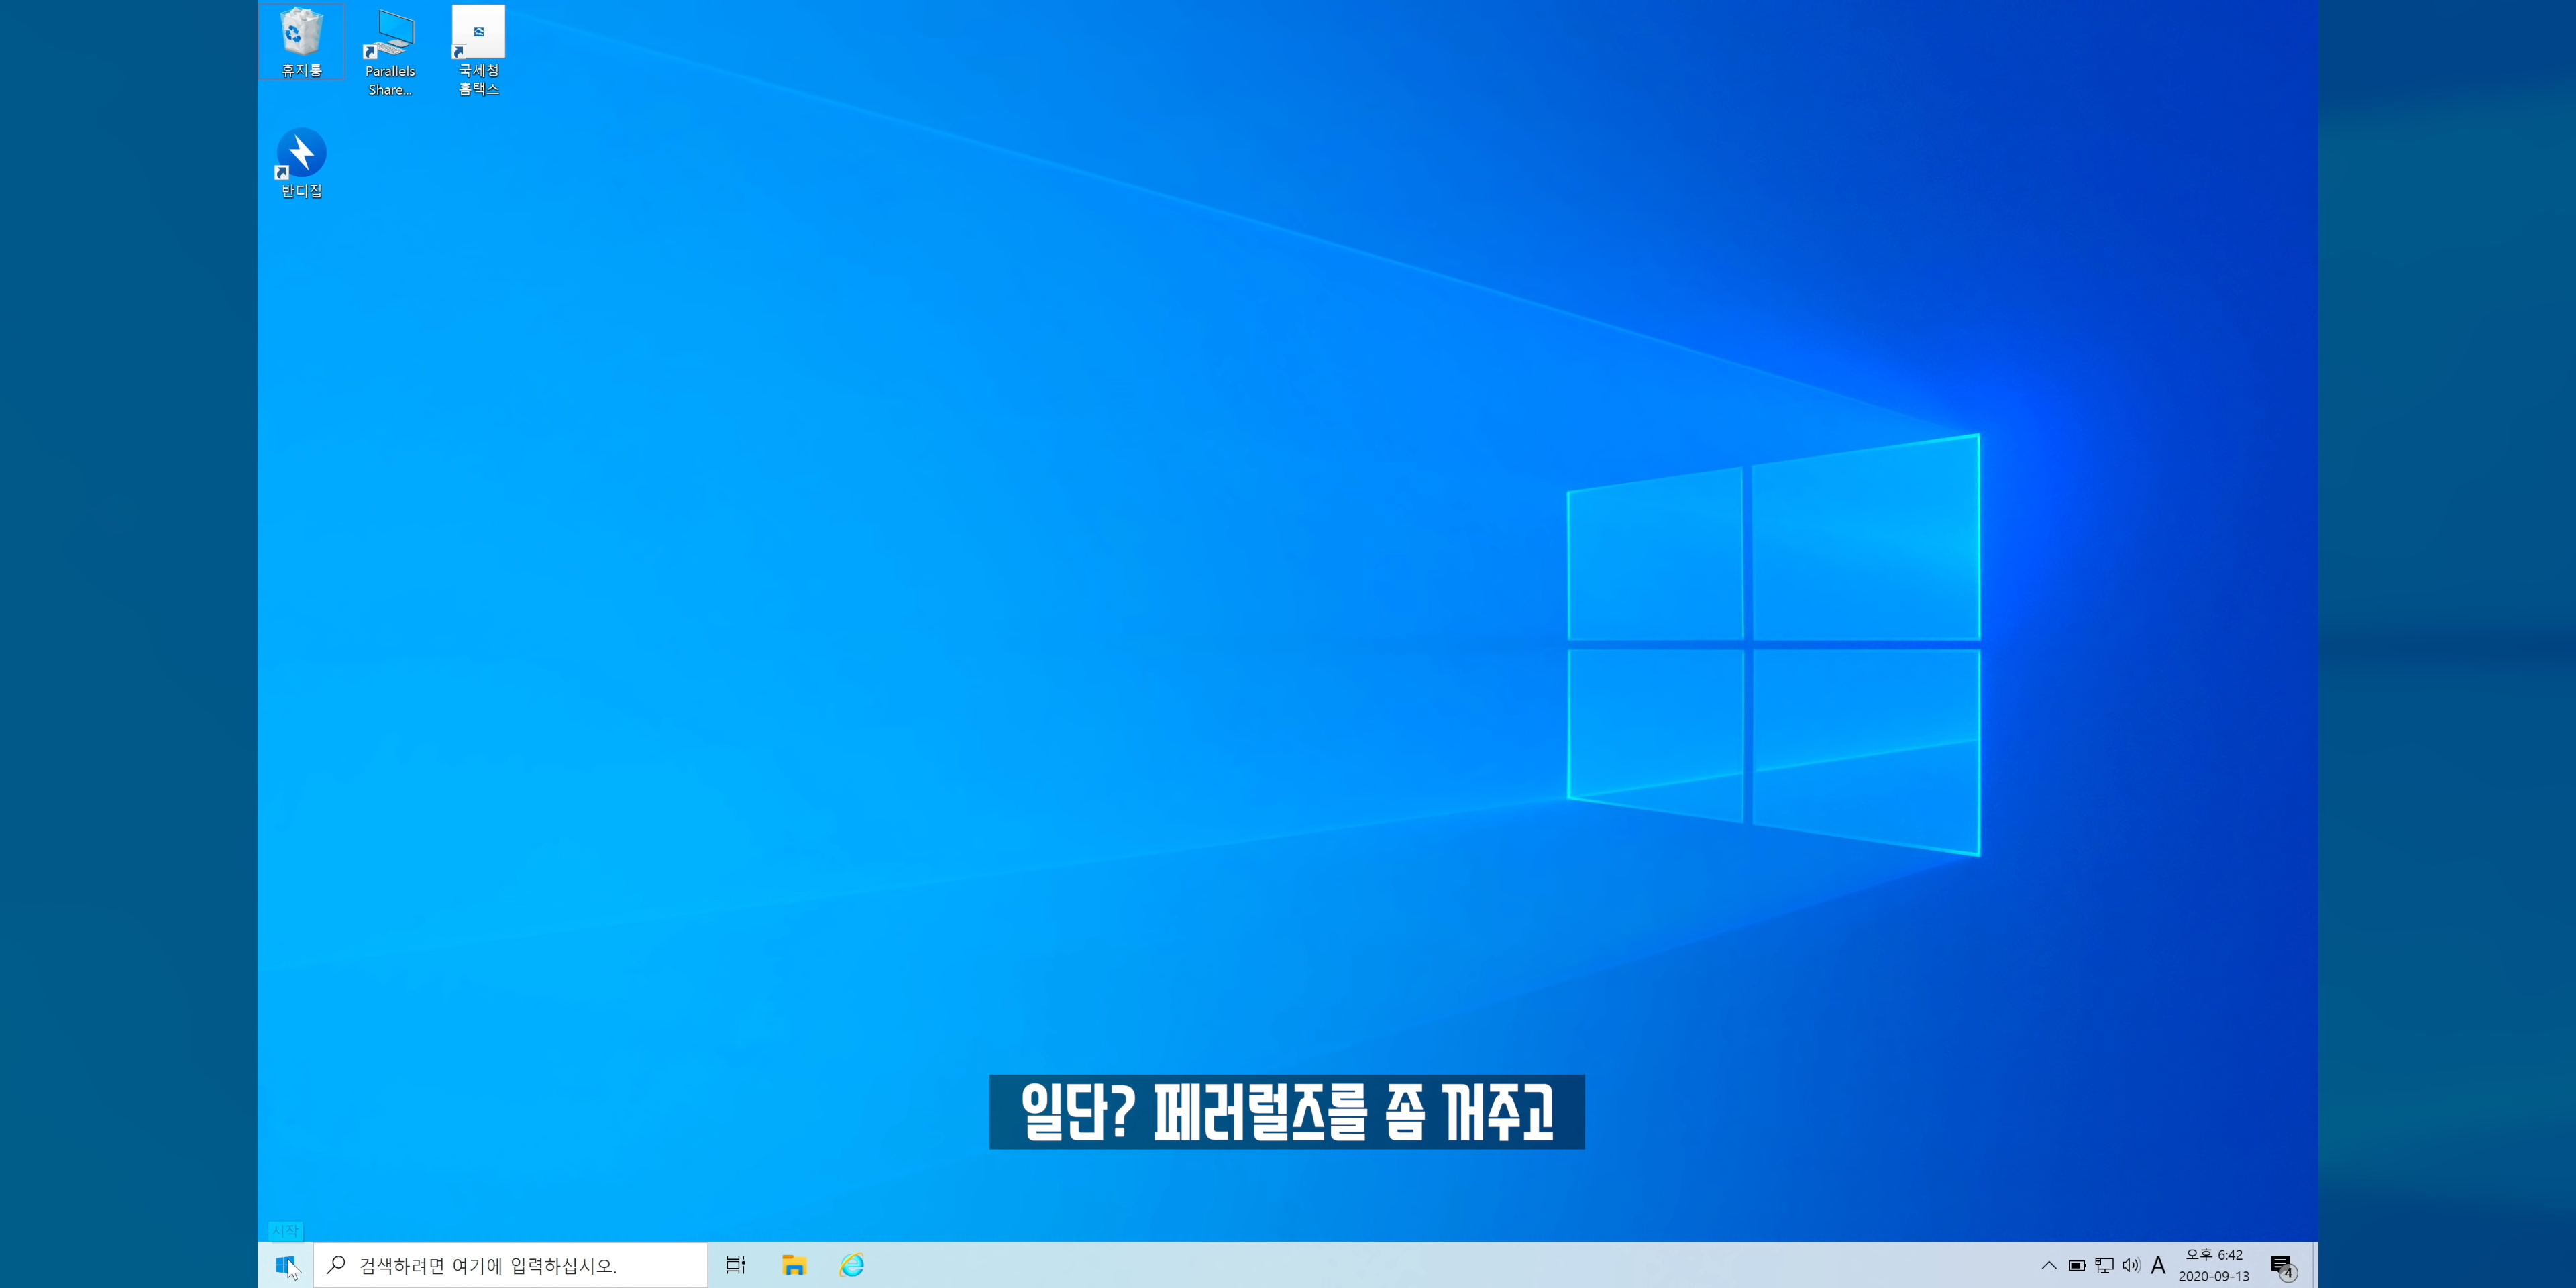 휴지통
Parallels
Share...
국세청
홈택스
반디집
일단? 페러럴즈를 좀 꺼주고
시작
검색하려면 여기에 입력하십시오.
A
오후 6:42
2020-09-13
4